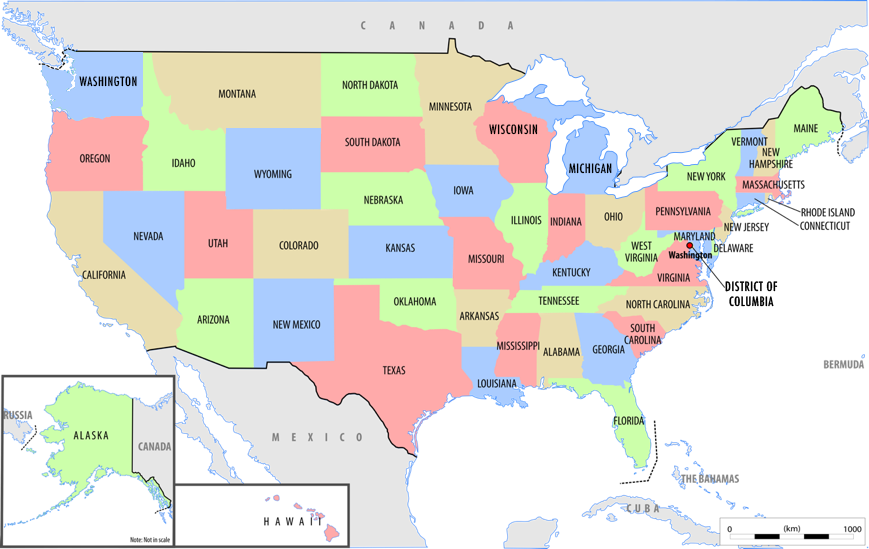 CANADA
WASHINGTON
MONTANA
NORTH DAKOTA
MINNESOTA
WISCONSIN
MICHIGAN
MAINE
VERMONT
NEW
HAMPSHIRE
OREGON
IDAHO
SOUTH DAKOTA
WYOMING
NEW YORK
MASSACHUSETTS
RHODE ISLAND
CONNECTICUT
IOWA
NEBRASKA
ILLINOIS
INDIANA
OHIO
PENNSYLVANIA
NEW JERSEY
NEVADA
UTAH
COLORADO
KANSAS
MISSOURI
WEST
VIRGINIA
MARYLAND
DELAWARE
Washington
CALIFORNIA
KENTUCKY
VIRGINIA
DISTRICT OF
COLUMBIA
ARIZONA
NEW MEXICO
OKLAHOMA
ARKANSAS
TENNESSEE
NORTH CAROLINA
SOUTH
CAROLINA
MISSISSIPPI
ALABAMA
GEORGIA
TEXAS
LOUISIANA
BERMUDA
FLORIDA
RUSSIA
ALASKA
CANADA
MEXICO
THE BAHAMAS
CUBA
HAWAII
Note: Not in scale
0 (km) 1000